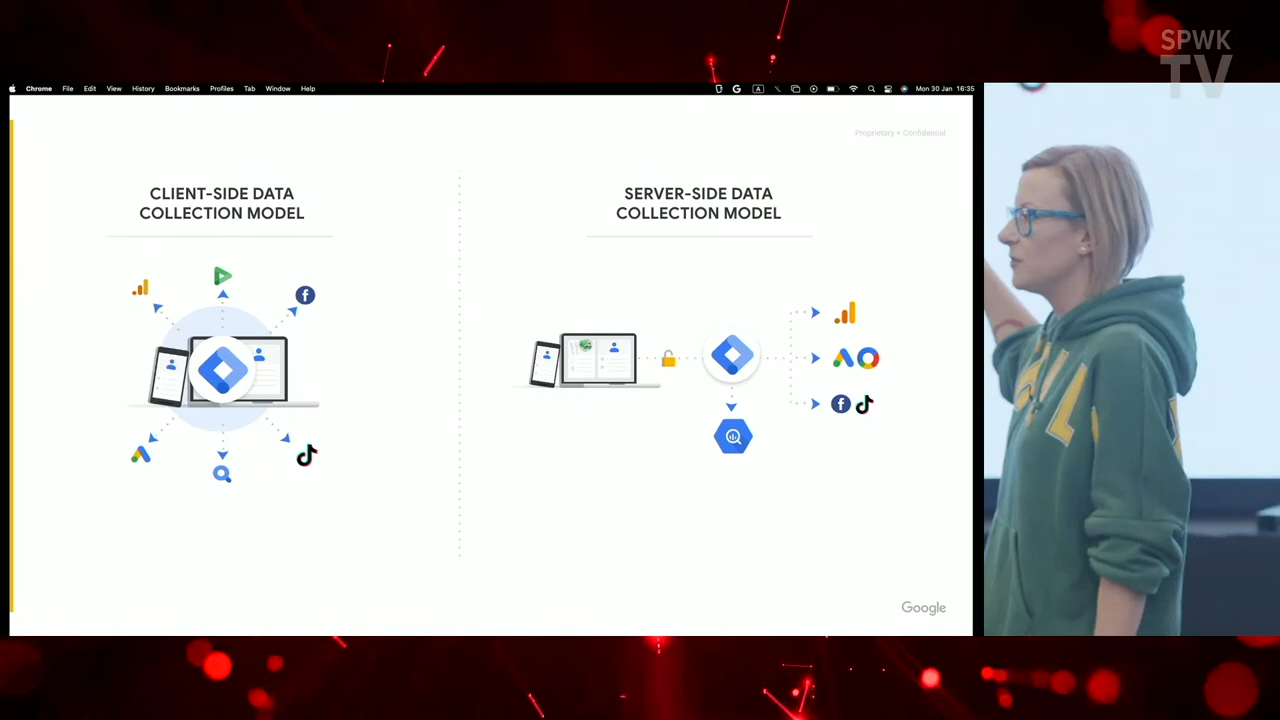 SPWK
TV
Chrome File Edit View History Bookmarks Profiles Tab Window Help
A
Mon 30 Jan 16:35
Proprietary + Confidential
CLIENT-SIDE DATA
COLLECTION MODEL
SERVER-SIDE DATA
COLLECTION MODEL
Google